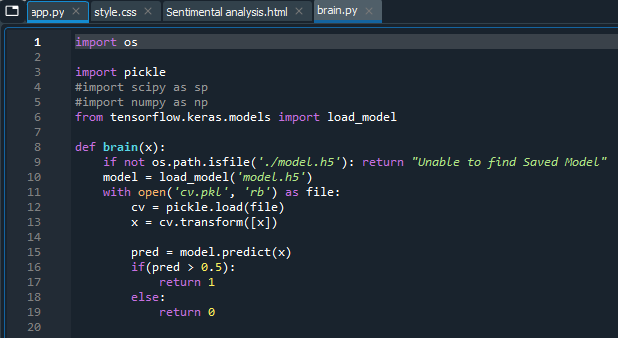 app.py × style.css × Sentimental analysis.html × brain.py ×
1 import os
2
3 import pickle
4 #import scipy as sp
5 #import numpy as np
6 from tensorflow.keras.models import load_model
7
8 def brain(x):
9     if not os.path.isfile('./model.h5'): return "Unable to find Saved Model"
10     model = load_model('model.h5')
11     with open('cv.pkl', 'rb') as file:
12         cv = pickle.load(file)
13         x = cv.transform([x])
14
15         pred = model.predict(x)
16         if(pred > 0.5):
17             return 1
18         else:
19             return 0
20